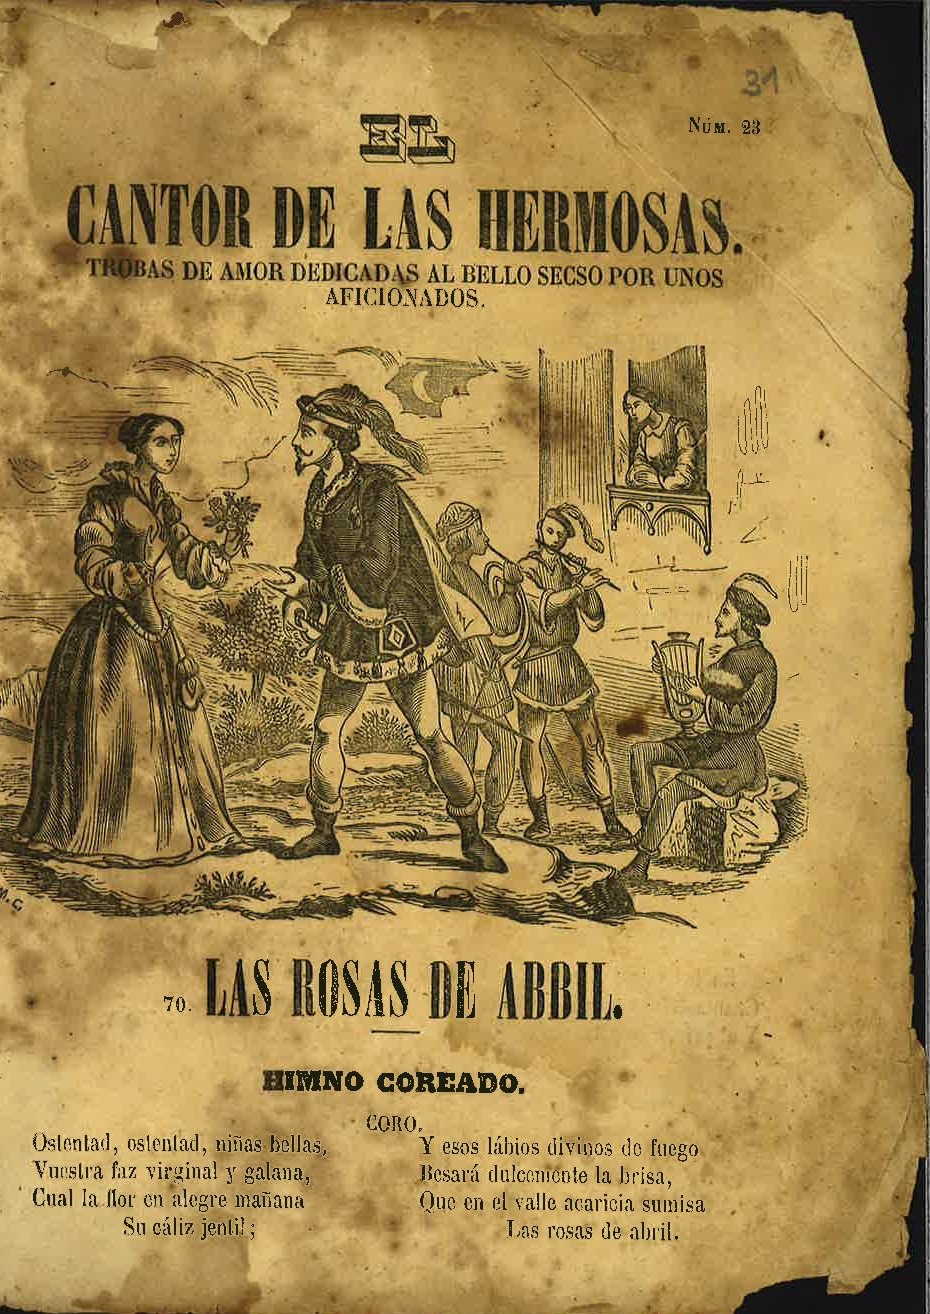 31
NÚM. 23
EL
CANTOR DE LAS HERMOSAS.
TROBAS DE AMOR DEDICADAS AL BELLO SECSO POR UNOS
AFICIONADOS.
M. C.
70. LAS ROSAS DE ABBIL.
HIMNO COREADO.
CORO.
Ostentad, ostentad, niñas bellas,
Vuestra faz virginal y galana,
Cual la flor en alegre mañana
Su cáliz jentil;
Y esos lábios divinos de fuego
Besará dulcemente la brisa,
Que en el valle acaricia sumisa
Las rosas de abril.